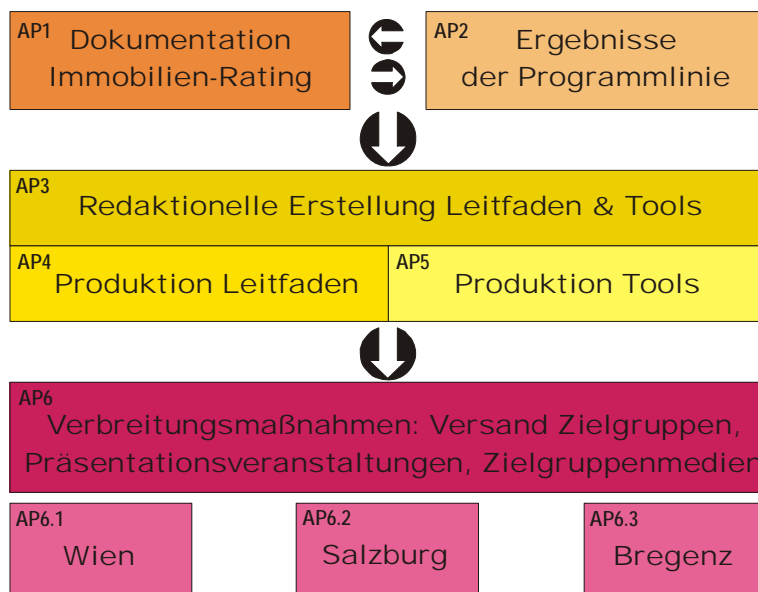 AP1 Dokumentation
Immobilien-Rating
AP2 Ergebnisse
der Programmlinie
AP3
Redaktionelle Erstellung Leitfaden & Tools
AP4
Produktion Leitfaden
AP5
Produktion Tools
AP6
Verbreitungsmaßnahmen: Versand Zielgruppen,
Präsentationsveranstaltungen, Zielgruppenmedien
AP6.1
Wien
AP6.2
Salzburg
AP6.3
Bregenz